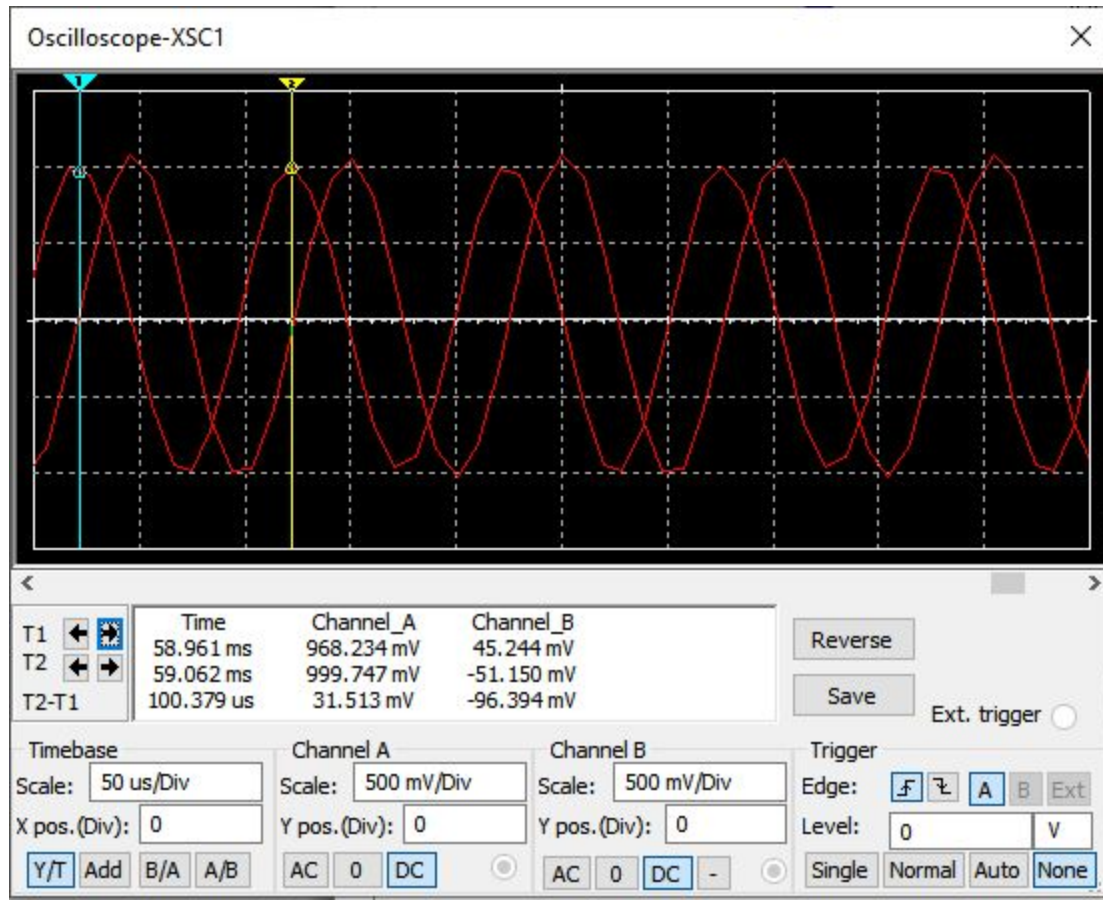 Oscilloscope-XSC1
1 2
T1
T2
T2-T1
Time Channel_A Channel_B
58.961 ms 968.234 mV 45.244 mV
59.062 ms 999.747 mV -51.150 mV
100.379 us 31.513 mV -96.394 mV
Reverse
Save
Ext. trigger
Timebase
Scale: 50 us/Div
X pos.(Div): 0
Y/T Add B/A A/B
Channel A
Scale: 500 mV/Div
Y pos.(Div): 0
AC 0 DC
Channel B
Scale: 500 mV/Div
Y pos.(Div): 0
AC 0 DC -
Trigger
Edge: A B Ext
Level: 0 V
Single Normal Auto None